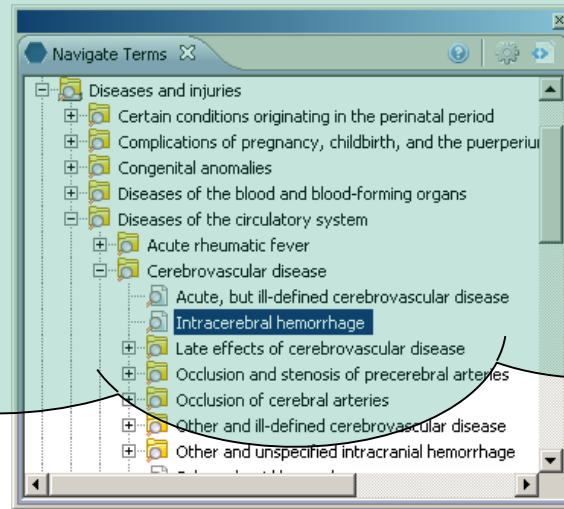 Navigate Terms
Diseases and injuries
Certain conditions originating in the perinatal period
Complications of pregnancy, childbirth, and the
Congenital anomalies
Diseases of the blood and blood-forming organs
Diseases of the circulatory system
Acute rheumatic fever
Cerebrovascular disease
Acute, but ill-defined cerebrovascular disease
Intracerebral hemorrhage
Late effects of cerebrovascular disease
Occlusion and stenosis of precerebral arteries
Occlusion of cerebral arteries
Other and ill-defined cerebrovascular disease
Other and unspecified intracranial hemorrhage